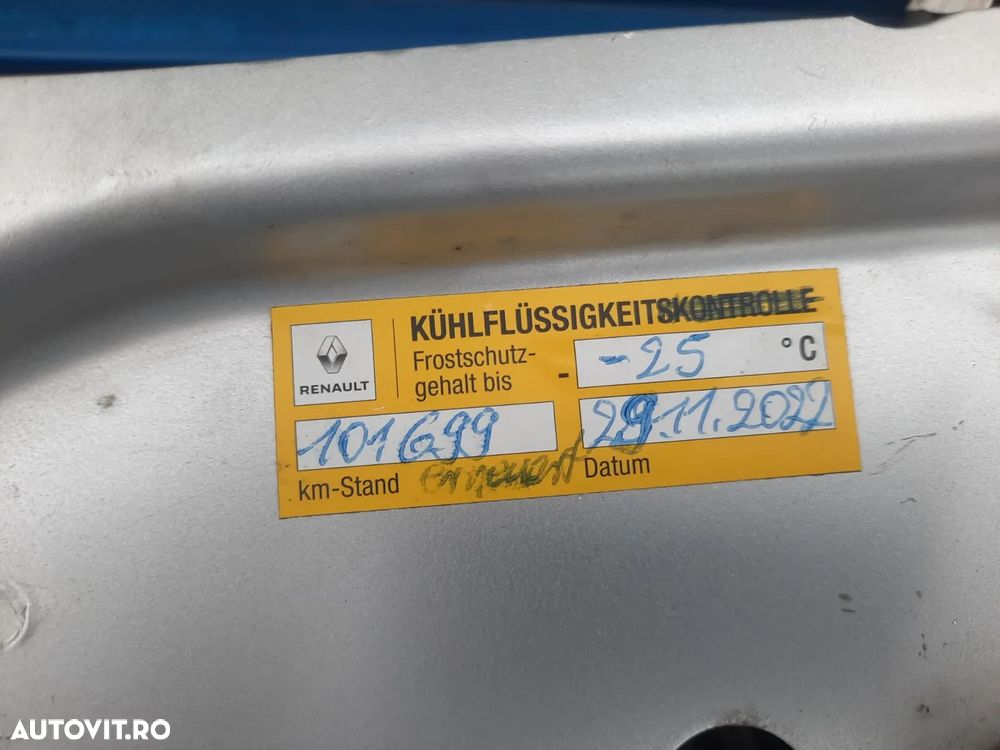 KÜHLFLÜSSIGKEITSKONTROLLE
RENAULT
Frostschutz-
gehalt bis - -25 °C
101699 29.11.2022
km-Stand erneuert Datum
AUTOVIT.RO